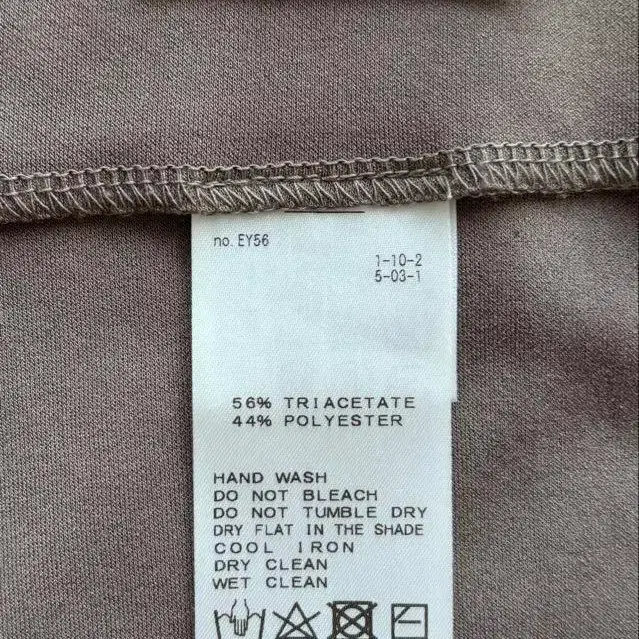 no. EY56
1-10-2
5-03-1
56% TRIACETATE
44% POLYESTER
HAND WASH
DO NOT BLEACH
DO NOT TUMBLE DRY
DRY FLAT IN THE SHADE
COOL IRON
DRY CLEAN
WET CLEAN